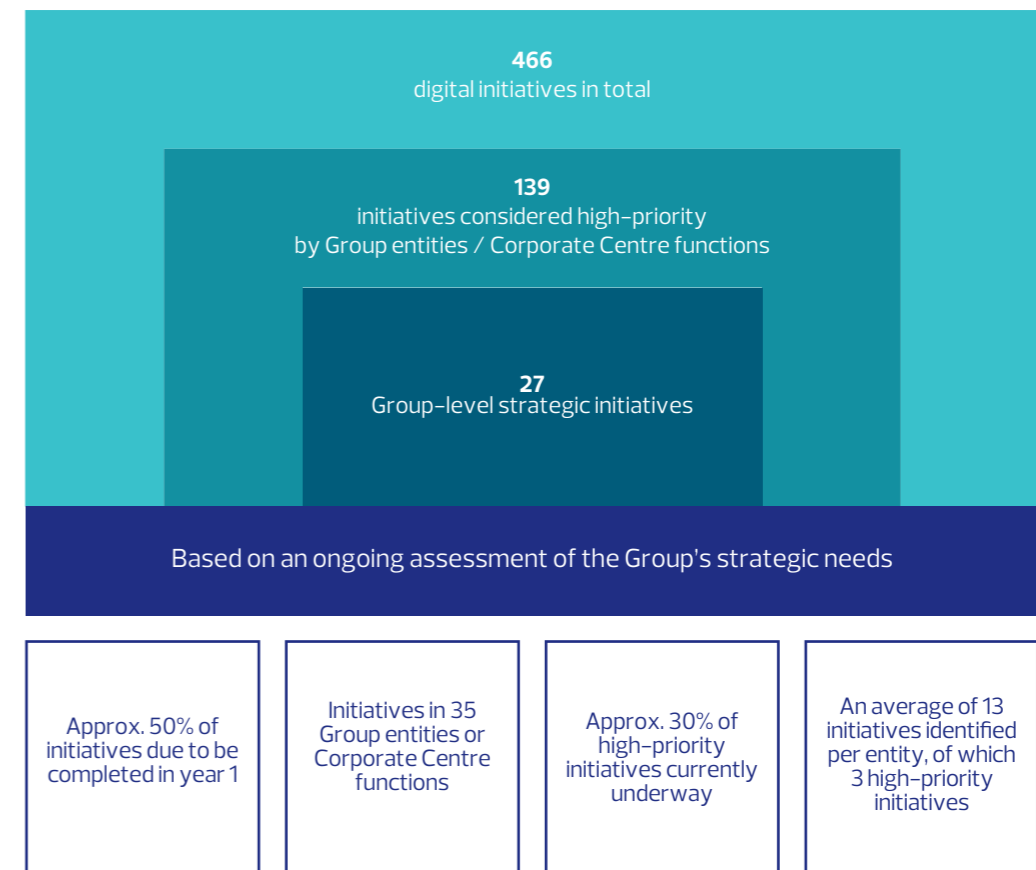 466
digital initiatives in total
139
initiatives considered high-priority
by Group entities / Corporate Centre functions
27
Group-level strategic initiatives
Based on an ongoing assessment of the Group's strategic needs
Approx. 50% of
initiatives due to be
completed in year 1
Initiatives in 35
Group entities or
Corporate Centre
functions
Approx. 30% of
high-priority
initiatives currently
underway
An average of 13
initiatives identified
per entity, of which
3 high-priority
initiatives